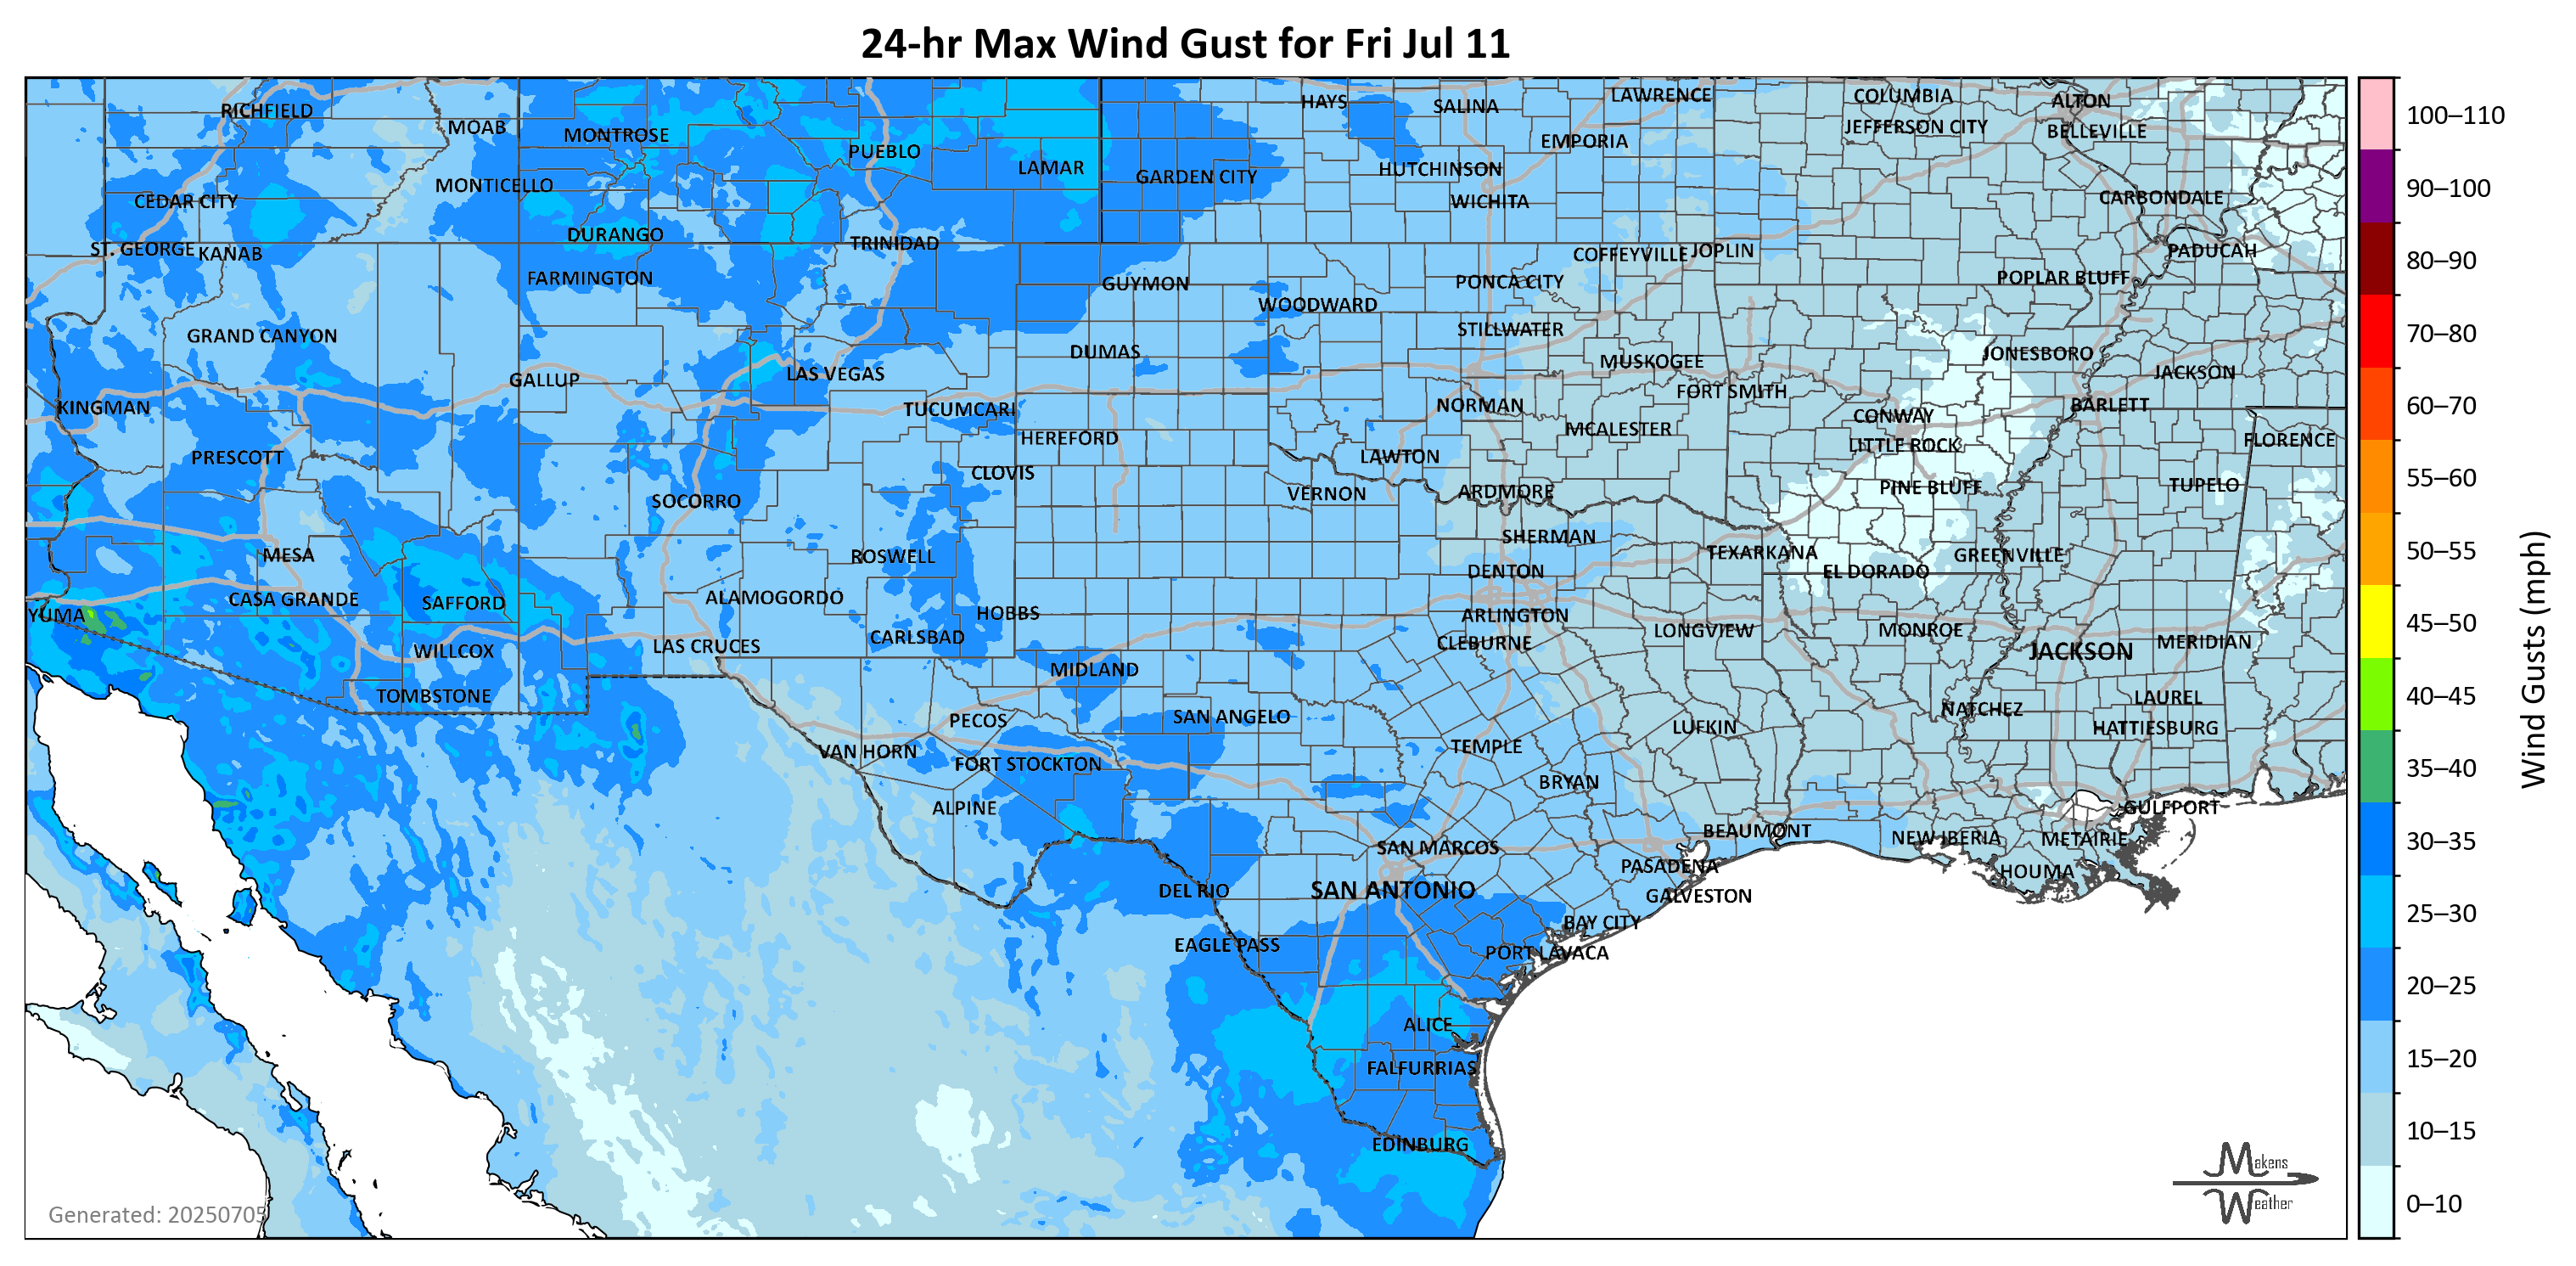 24-hr Max Wind Gust for Fri Jul 11
RICHFIELD
MOAB
MONTROSE
PUEBLO
LAMAR
HAYS
SALINA
LAWRENCE
COLUMBIA
ALTON
JEFFERSON CITY
BELLEVILLE
EMPORIA
HUTCHINSON
GARDEN CITY
MONTICELLO
CEDAR CITY
WICHITA
CARBONDALE
DURANGO
TRINIDAD
ST. GEORGE
KANAB
COFFEYVILLE
JOPLIN
PADUCAH
FARMINGTON
GUYMON
PONCA CITY
POPLAR BLUFF
WOODWARD
GRAND CANYON
STILLWATER
DUMAS
MUSKOGEE
JONESBORO
GALLUP
LAS VEGAS
JACKSON
KINGMAN
TUCUMCARI
NORMAN
FORT SMITH
CONWAY
BARLETT
HEREFORD
MCALESTER
LITTLE ROCK
FLORENCE
PRESCOTT
CLOVIS
LAWTON
SOCORRO
VERNON
ARDMORE
PINE BLUFF
TUPELO
MESA
ROSWELL
SHERMAN
TEXARKANA
GREENVILLE
DENTON
EL DORADO
CASA GRANDE
SAFFORD
ALAMOGORDO
YUMA
HOBBS
ARLINGTON
LAS CRUCES
CARLSBAD
CLEBURNE
LONGVIEW
MONROE
MERIDIAN
WILLCOX
MIDLAND
JACKSON
TOMBSTONE
LAUREL
PECOS
SAN ANGELO
NATCHEZ
LUFKIN
HATTIESBURG
VAN HORN
FORT STOCKTON
TEMPLE
BRYAN
ALPINE
GULFPORT
BEAUMONT
NEW IBERIA
METAIRIE
SAN MARCOS
PASADENA
HOUMA
DEL RIO
SAN ANTONIO
GALVESTON
BAY CITY
EAGLE PASS
PORT LAVACA
ALICE
FALFURRIAS
EDINBURG
Generated: 20250705
Makens
Weather
100–110
90–100
80–90
70–80
60–70
55–60
50–55
45–50
40–45
35–40
30–35
25–30
20–25
15–20
10–15
0–10
Wind Gusts (mph)